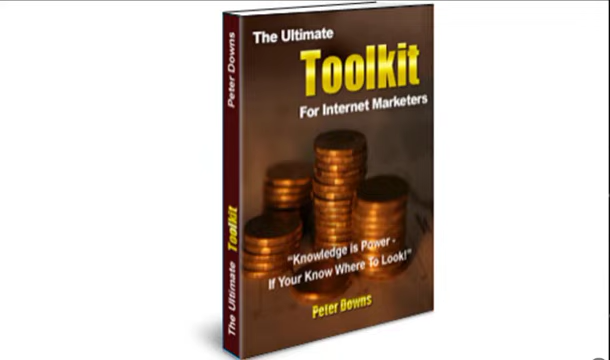 The Ultimate
Toolkit
For Internet Marketers
"Knowledge is Power -
If Your Know Where To Look!"
Peter Downs
The Ultimate Toolkit Peter Downs